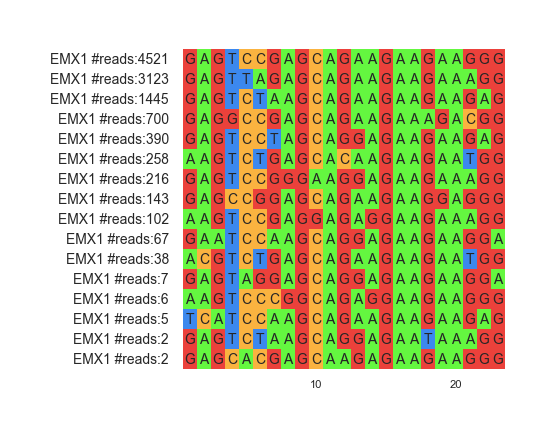 EMX1 #reads:4521 GAGTCCGAGCAGAAGAAGAAGGG
EMX1 #reads:3123 GAGTTAGAGCAGAAGAAGAAAGG
EMX1 #reads:1445 GAGTCTAAGCAGAAGAAGAAGAG
EMX1 #reads:700 GAGGCCGAGCAGAAGAAAGACGG
EMX1 #reads:390 GAGTCCTAGCAGGAGAAGAAGAG
EMX1 #reads:258 AAGTCTGAGCACAAGAAGAATGG
EMX1 #reads:216 GAGTCCGGGAAGGAGAAGAAAGG
EMX1 #reads:143 GAGCCGGAGCAGAAGAAGGAGGG
EMX1 #reads:102 AAGTCCGAGGAGAGGAAGAAAGG
EMX1 #reads:67 GAATCCAAGCAGGAGAAGAAGGA
EMX1 #reads:38 ACGTCTGAGCAGAAGAAGAATGG
EMX1 #reads:7 GAGTAGGAGCAGGAGAAGAAGGA
EMX1 #reads:6 AAGTCCCGGCAGAGGAAGAAGGG
EMX1 #reads:5 TCATCCAAGCAGAAGAAGAAGAG
EMX1 #reads:2 GAGTCTAAGCAGGAGAATAAAGG
EMX1 #reads:2 GAGCACGAGCAAGAGAAGAAGGG
10 20